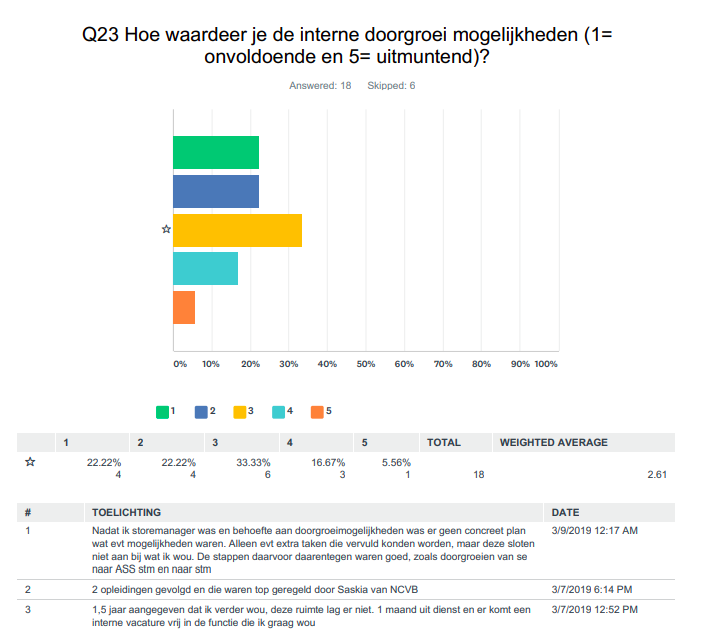 Q23 Hoe waardeer je de interne doorgroei mogelijkheden (1=
onvoldoende en 5= uitmuntend)?
Answered: 18 Skipped: 6
☆
0% 10% 20% 30% 40% 50% 60% 70% 80% 90% 100%
1 2 3 4 5
1 2 3 4 5 TOTAL WEIGHTED AVERAGE
☆ 22.22% 22.22% 33.33% 16.67% 5.56%
4 4 6 3 1 18 2.61
# TOELICHTING DATE
1 Nadat ik storemanager was en behoefte aan doorgroeimogelijkheden was er geen concreet plan 3/9/2019 12:17 AM
wat evt mogelijkheden waren. Alleen evt extra taken die vervuld konden worden, maar deze sloten
niet aan bij wat ik wou. De stappen daarvoor daarentegen waren goed, zoals doorgroeien van se
naar ASS stm en naar stm
2 2 opleidingen gevolgd en die waren top geregeld door Saskia van NCVB 3/7/2019 6:14 PM
3 1,5 jaar aangegeven dat ik verder wou, deze ruimte lag er niet. 1 maand uit dienst en er komt een 3/7/2019 12:52 PM
interne vacature vrij in de functie die ik graag wou